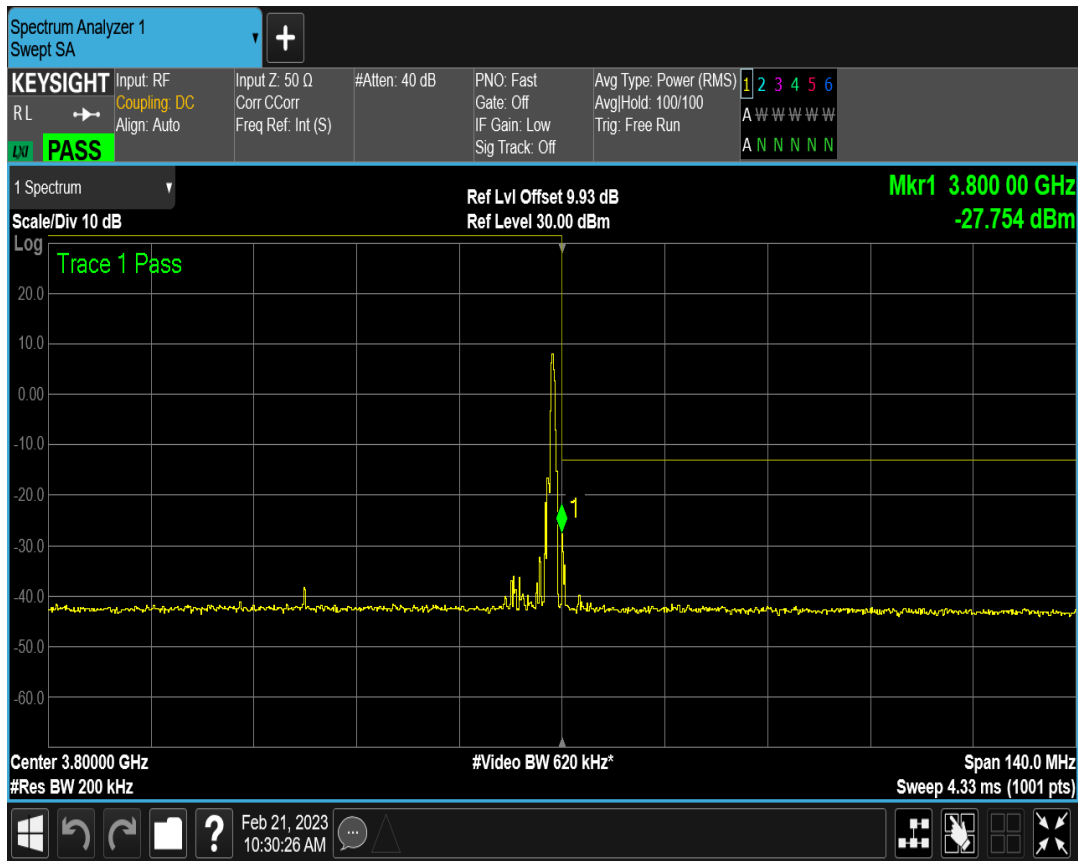 Spectrum Analyzer 1
Swept SA
+
KEYSIGHT
RL
LXI PASS
Input: RF
Coupling: DC
Align: Auto
Input Z: 50 Ω
Corr CCorr
Freq Ref: Int (S)
#Atten: 40 dB
PNO: Fast
Gate: Off
IF Gain: Low
Sig Track: Off
Avg Type: Power (RMS)
Avg|Hold: 100/100
Trig: Free Run
1 2 3 4 5 6
A W W W W W
A N N N N N
1 Spectrum
Scale/Div 10 dB
Ref Lvl Offset 9.93 dB
Ref Level 30.00 dBm
Mkr1 3.800 00 GHz
-27.754 dBm
Log
Trace 1 Pass
20.0
10.0
0.00
-10.0
-20.0
1
-30.0
-40.0
-50.0
-60.0
Center 3.80000 GHz
#Res BW 200 kHz
#Video BW 620 kHz*
Span 140.0 MHz
Sweep 4.33 ms (1001 pts)
?
Feb 21, 2023
10:30:26 AM